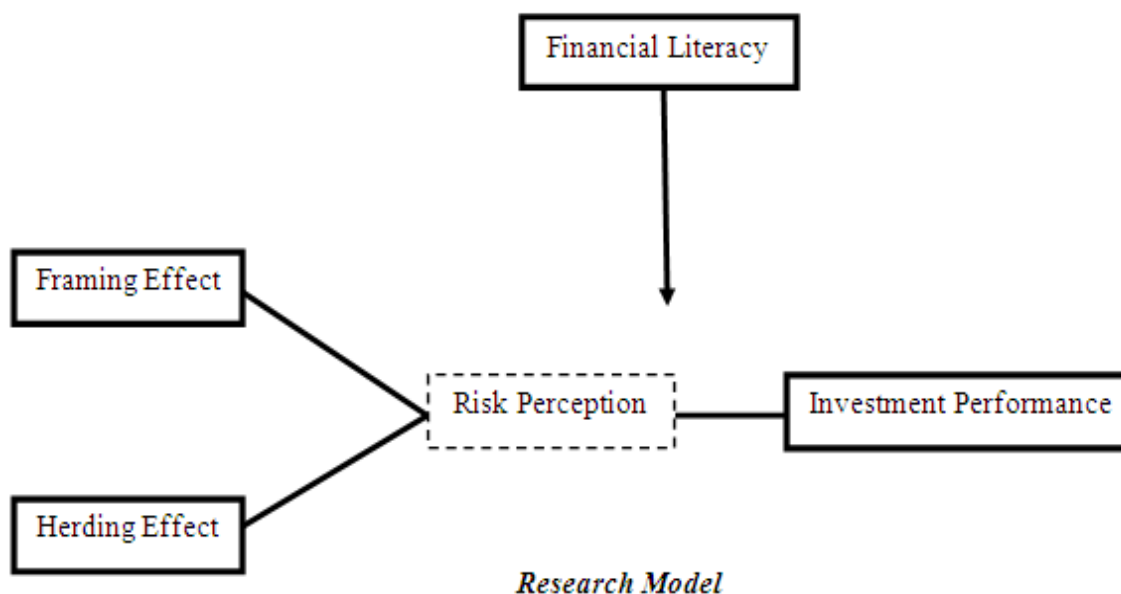 Financial Literacy
Framing Effect
Risk Perception
Investment Performance
Herding Effect
Research Model